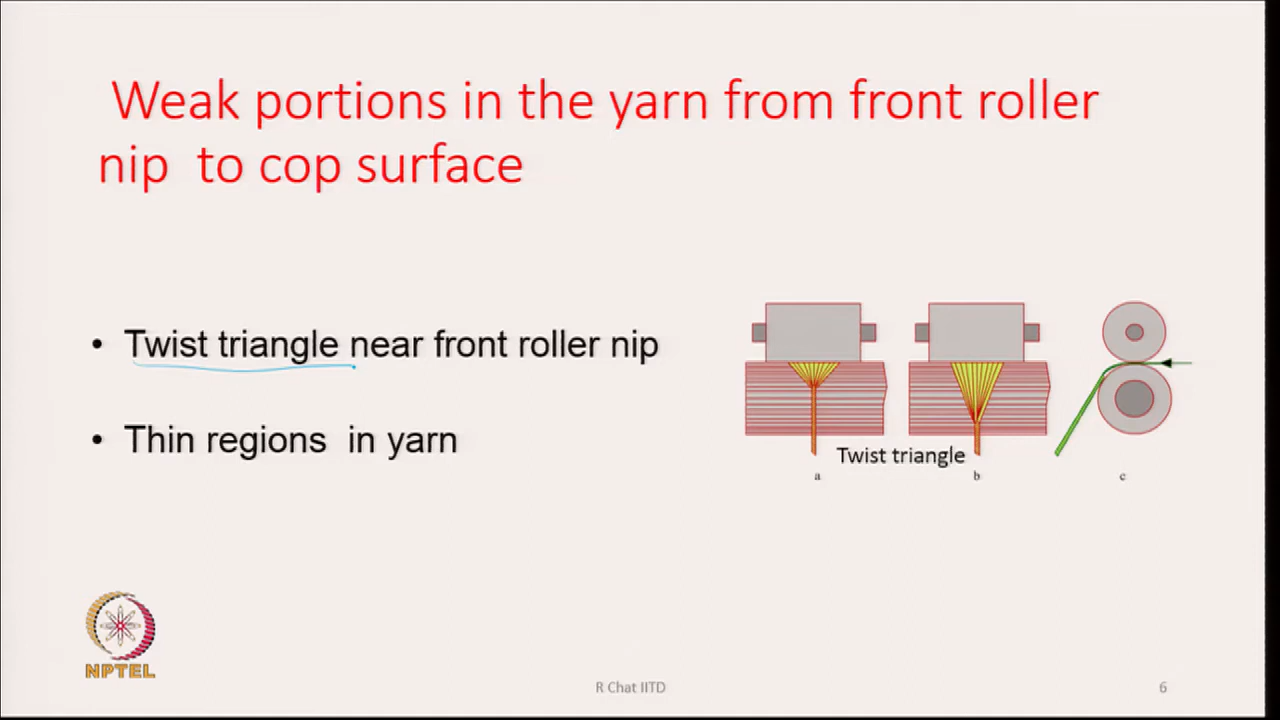 Weak portions in the yarn from front roller
nip to cop surface
• Twist triangle near front roller nip
• Thin regions in yarn
Twist triangle
a
b
c
NPTEL
R Chat IITD
6